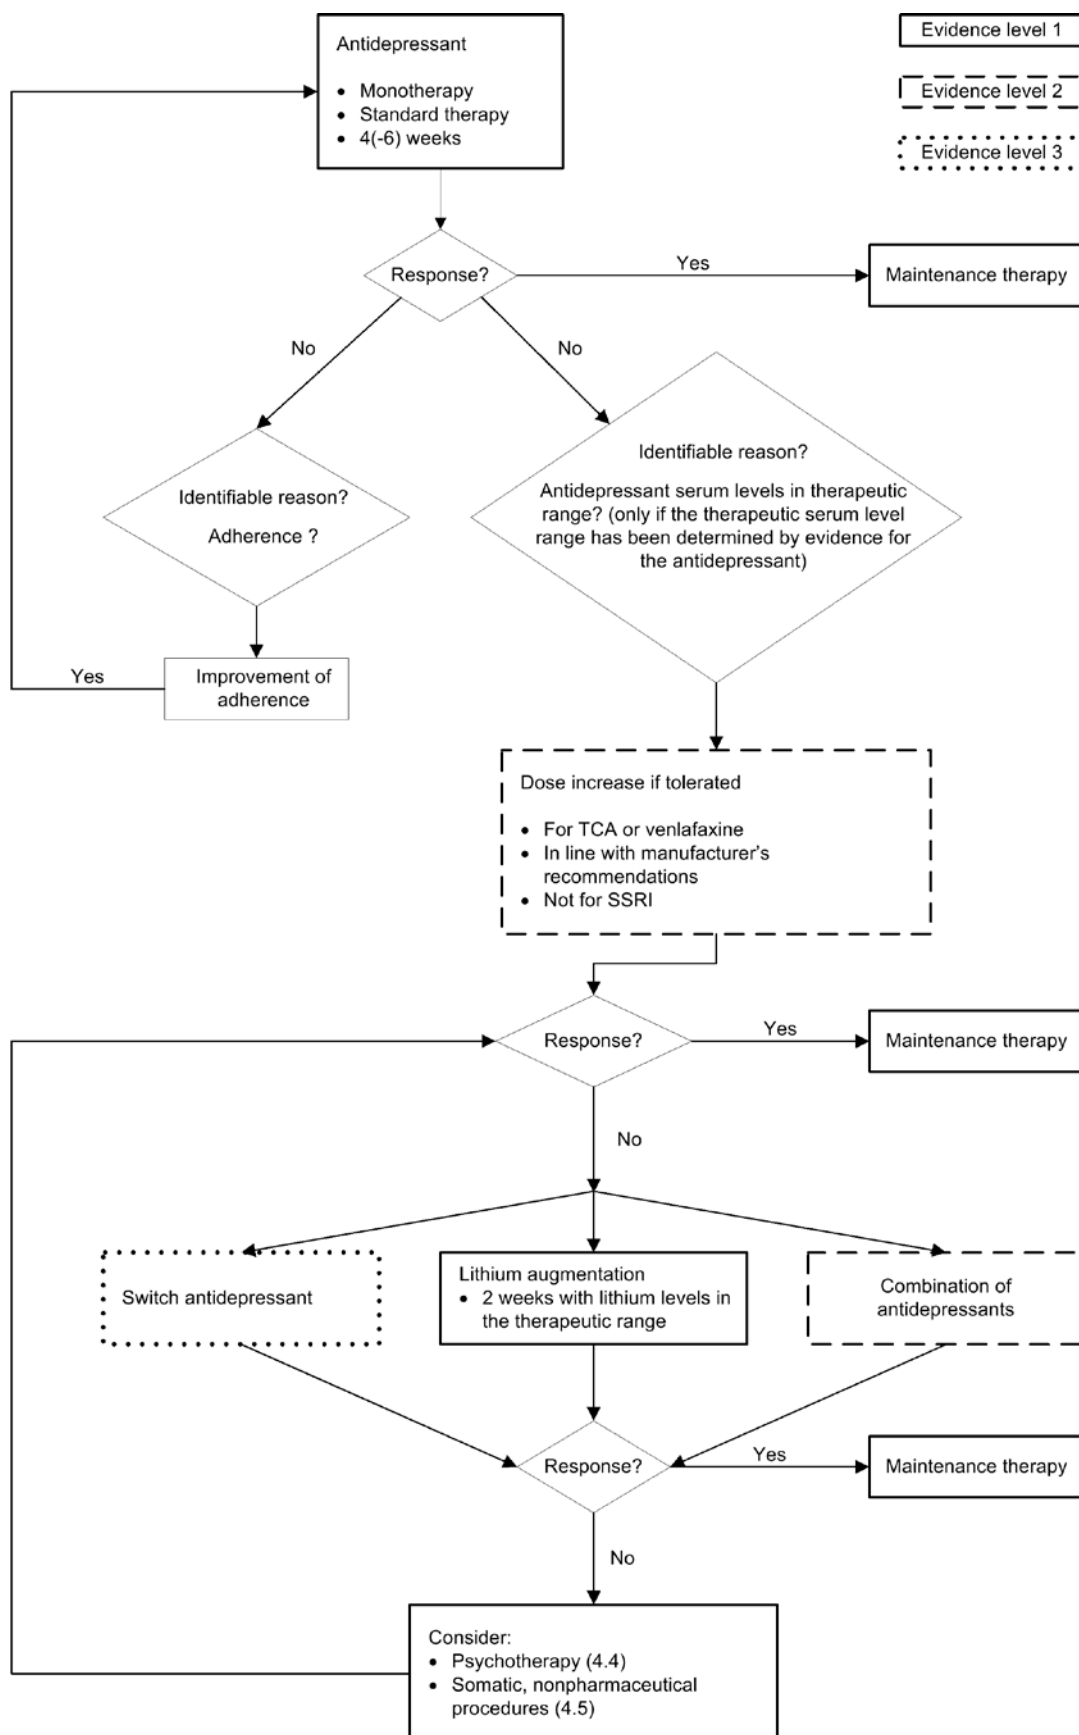 Antidepressant
• Monotherapy
• Standard therapy
• 4(-6) weeks
Evidence level 1
Evidence level 2
Evidence level 3
Response?
Yes
Maintenance therapy
No
No
Identifiable reason?
Adherence ?
Identifiable reason?
Antidepressant serum levels in therapeutic
range? (only if the therapeutic serum level
range has been determined by evidence for
the antidepressant)
Yes
Improvement of
adherence
Dose increase if tolerated
• For TCA or venlafaxine
• In line with manufacturer's
recommendations
• Not for SSRI
Response?
Yes
Maintenance therapy
No
Switch antidepressant
Lithium augmentation
• 2 weeks with lithium levels in
the therapeutic range
Combination of
antidepressants
Response?
Yes
Maintenance therapy
No
Consider:
• Psychotherapy (4.4)
• Somatic, nonpharmaceutical
procedures (4.5)